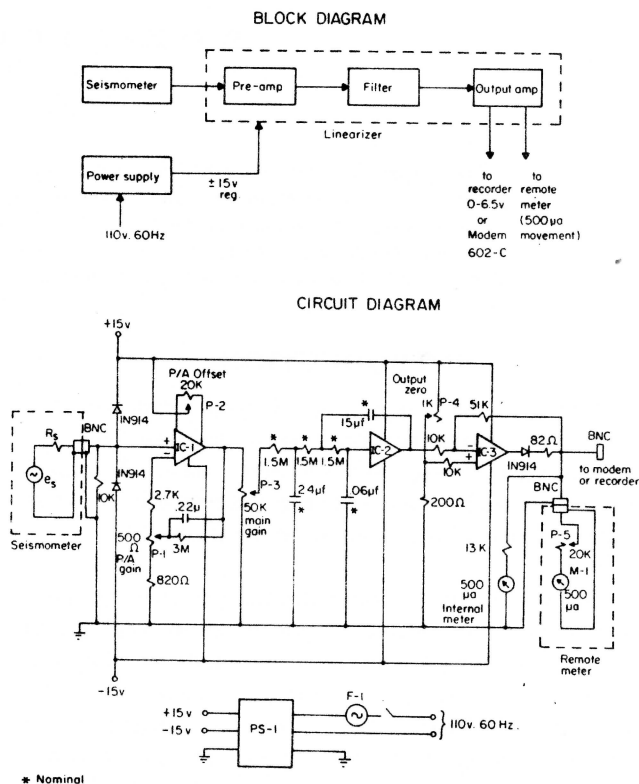 BLOCK DIAGRAM
Seismometer
Pre-amp
Filter
Output amp
Linearizer
Power supply
±15v
reg.
110v. 60Hz
to
recorder
0-6.5v
or
Modem
602-C
to
remote
meter
(500μa
movement)
CIRCUIT DIAGRAM
+15v
P/A Offset
20K
P-2
1N914
BNC
Rs
es
Seismometer
10K
1N914
+
IC-1
−
2.7K
.22μ
500
Ω
P-1
P/A
gain
3M
820Ω
P-3
50K
main
gain
*
1.5M
*
1.5M
*
1.5M
*
.15μf
2.4μf
*
.06μf
*
IC-2
Output
zero
1K
P-4
51K
10K
10K
−
+
IC-3
200Ω
1N914
82Ω
BNC
to modem
or recorder
BNC
13K
500
μa
Internal
meter
P-5
20K
M-1
500
μa
Remote
meter
-15v
+15v
-15v
PS-1
F-1
110v. 60 Hz.
* Nominal